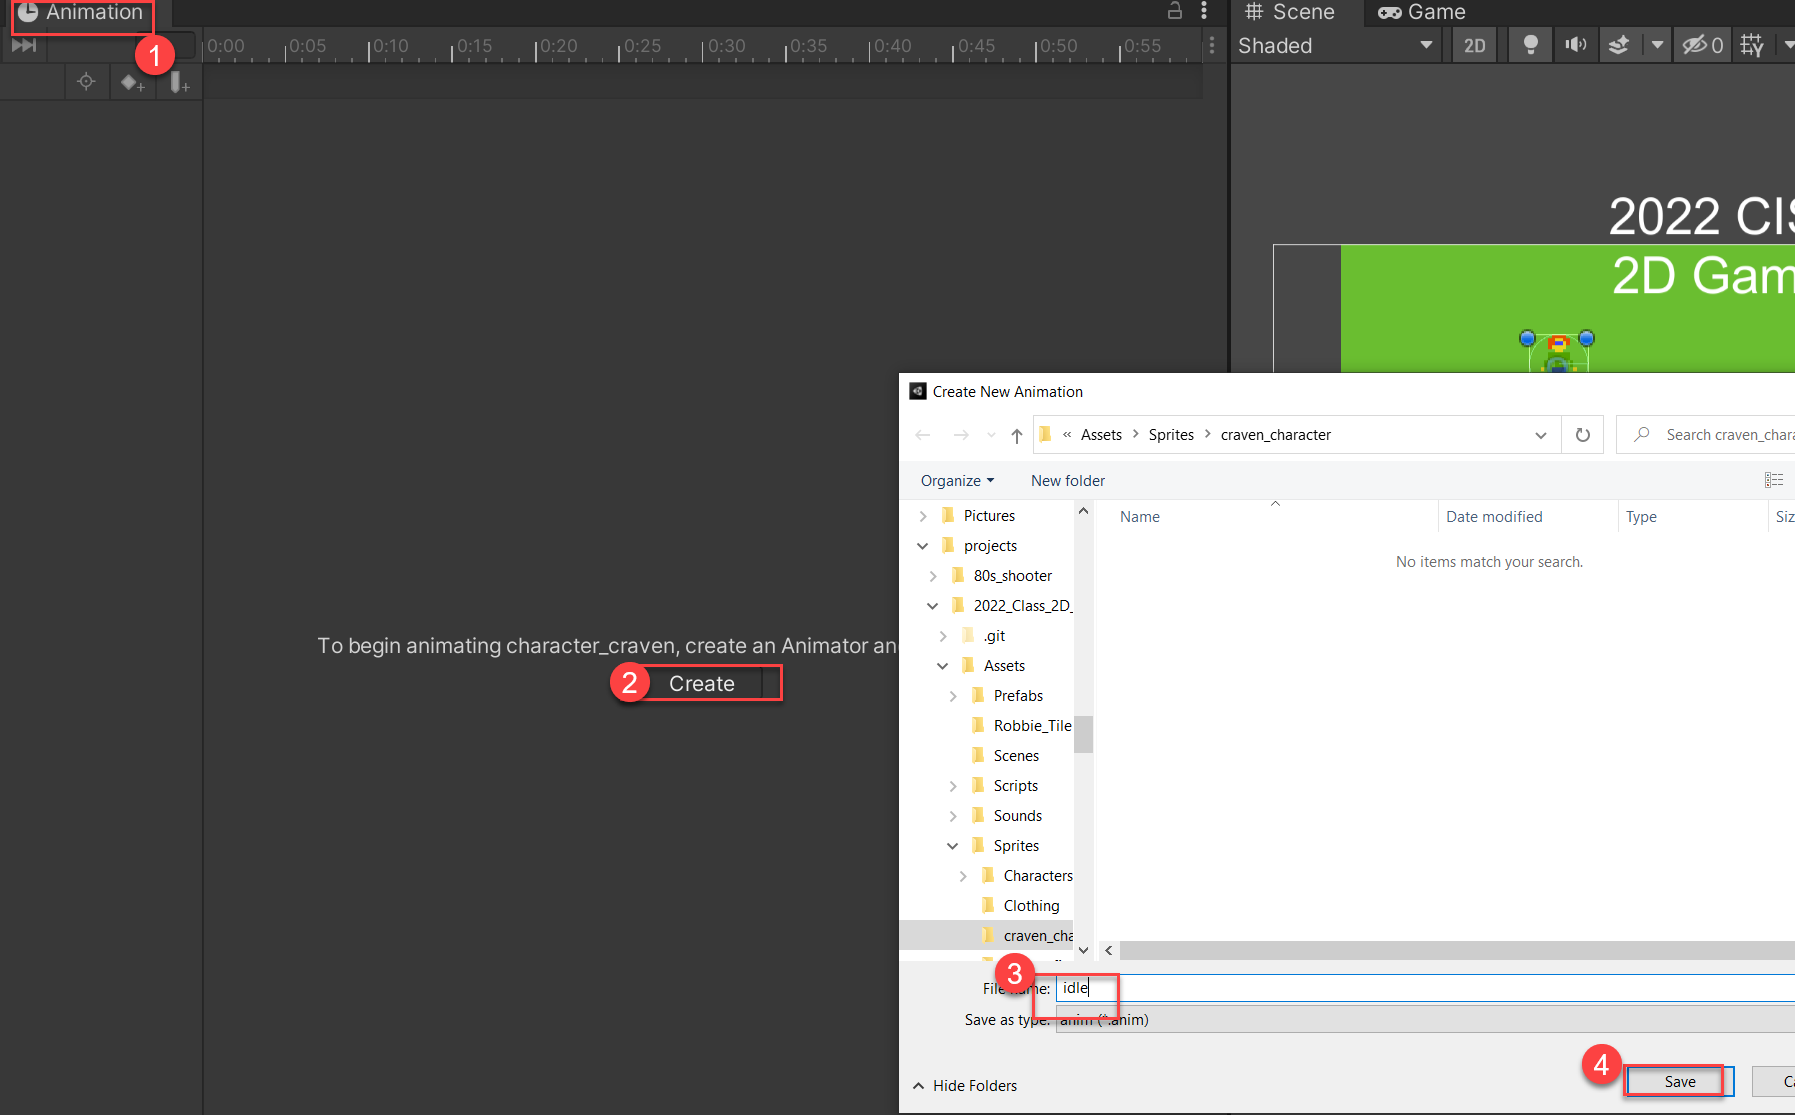 Animation
1
0:00 0:05 0:10 0:15 0:20 0:25 0:30 0:35 0:40 0:45 0:50 0:55
Scene
Game
Shaded
2D
0
2022 CIS
2D Gam
To begin animating character_craven, create an Animator an
2
Create
Create New Animation
« Assets > Sprites > craven_character
Search craven_chara
Organize
New folder
Name
Date modified
Type
Siz
No items match your search.
Pictures
projects
80s_shooter
2022_Class_2D_
.git
Assets
Prefabs
Robbie_Tile
Scenes
Scripts
Sounds
Sprites
Characters
Clothing
craven_cha
3
File name: idle
Save as type: anim (*.anim)
Hide Folders
4
Save
Ca